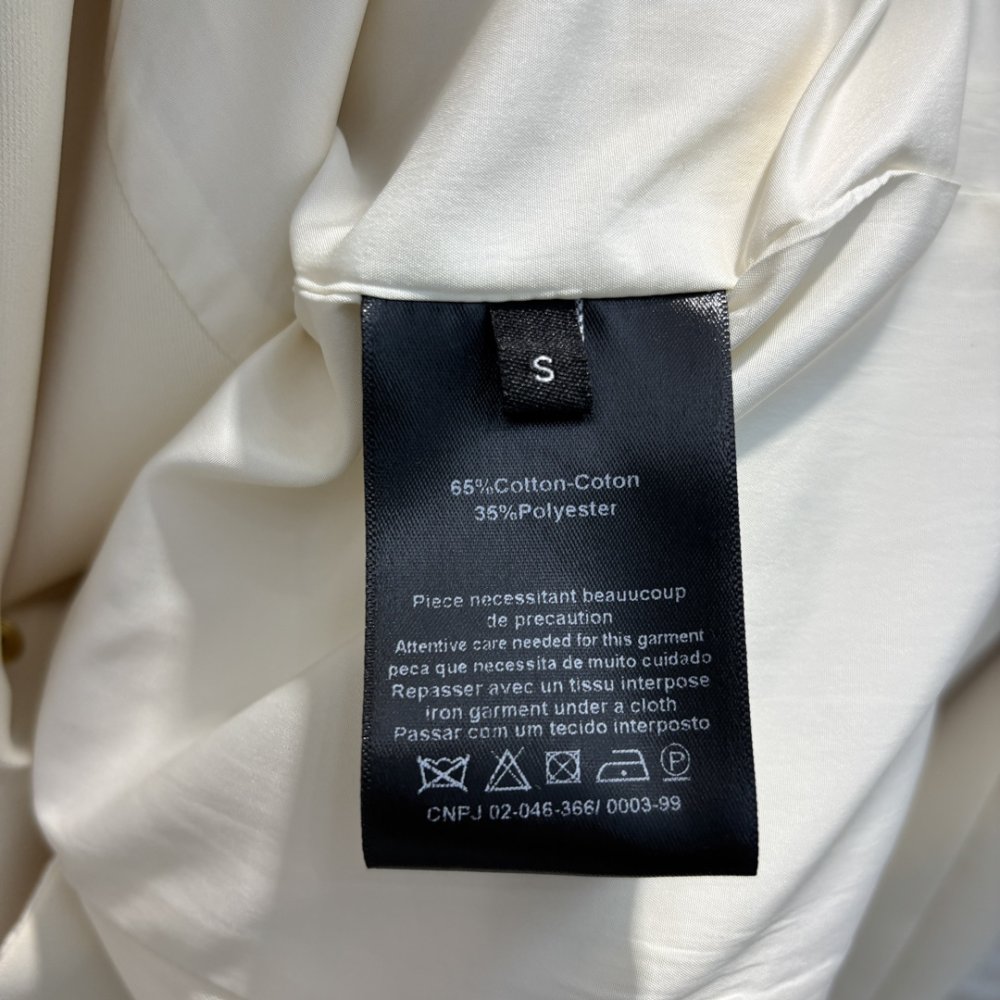 S
65%Cotton-Coton
35%Polyester
Piece necessitant beauucoup
de precaution
Attentive care needed for this garment
peca que necessita de muito cuidado
Repasser avec un tissu interpose
iron garment under a cloth
Passar com um tecido interposto
P
CNPJ 02-046-366/ 0003-99